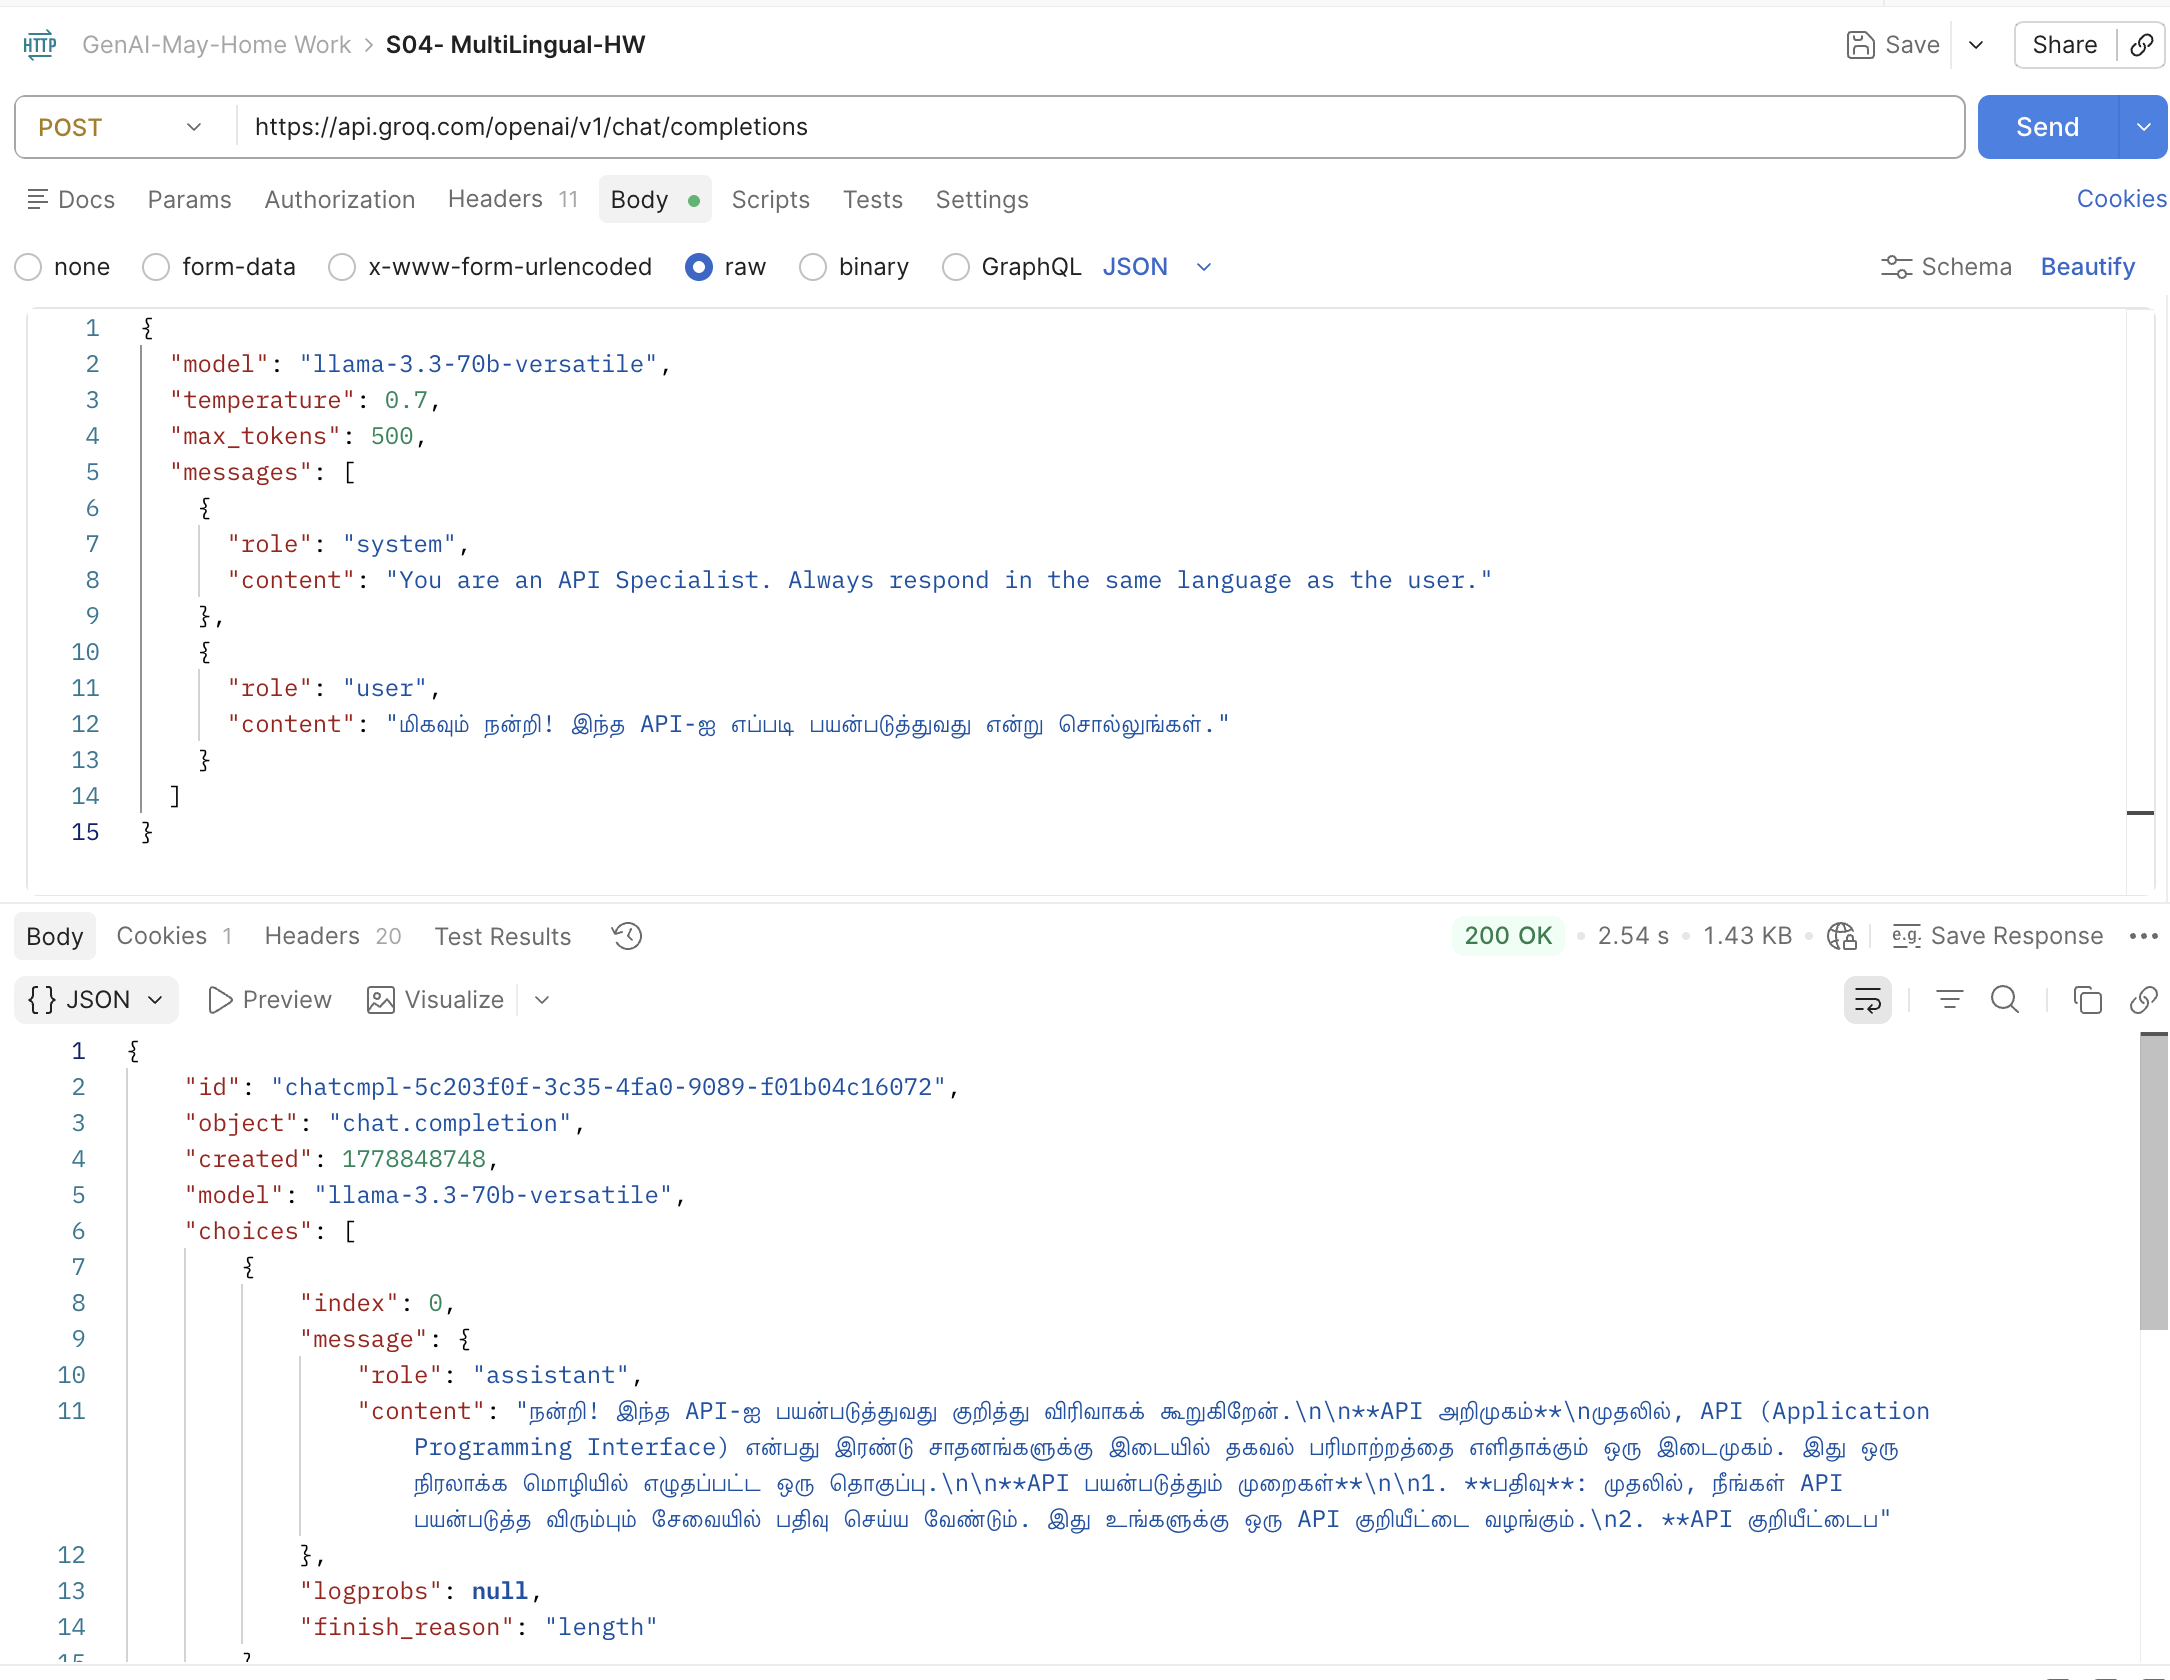 HTTP GenAI-May-Home Work > S04- MultiLingual-HW Save Share
POST https://api.groq.com/openai/v1/chat/completions Send
Docs Params Authorization Headers 11 Body Scripts Tests Settings Cookies
none form-data x-www-form-urlencoded raw binary GraphQL JSON Schema Beautify
1 {
2 "model": "llama-3.3-70b-versatile",
3 "temperature": 0.7,
4 "max_tokens": 500,
5 "messages": [
6 {
7 "role": "system",
8 "content": "You are an API Specialist. Always respond in the same language as the user."
9 },
10 {
11 "role": "user",
12 "content": "மிகவும் நன்றி! இந்த API-ஐ எப்படி பயன்படுத்துவது என்று சொல்லுங்கள்."
13 }
14 ]
15 }
Body Cookies 1 Headers 20 Test Results 200 OK • 2.54 s • 1.43 KB • e.g. Save Response
{} JSON Preview Visualize
1 {
2 "id": "chatcmpl-5c203f0f-3c35-4fa0-9089-f01b04c16072",
3 "object": "chat.completion",
4 "created": 1778848748,
5 "model": "llama-3.3-70b-versatile",
6 "choices": [
7 {
8 "index": 0,
9 "message": {
10 "role": "assistant",
11 "content": "நன்றி! இந்த API-ஐ பயன்படுத்துவது குறித்து விரிவாகக் கூறுகிறேன்.\n\n**API அறிமுகம்**\nமுதலில், API (Application
Programming Interface) என்பது இரண்டு சாதனங்களுக்கு இடையில் தகவல் பரிமாற்றத்தை எளிதாக்கும் ஒரு இடைமுகம். இது ஒரு
நிரலாக்க மொழியில் எழுதப்பட்ட ஒரு தொகுப்பு.\n\n**API பயன்படுத்தும் முறைகள்**\n\n1. **பதிவு**: முதலில், நீங்கள் API
பயன்படுத்த விரும்பும் சேவையில் பதிவு செய்ய வேண்டும். இது உங்களுக்கு ஒரு API குறியீட்டை வழங்கும்.\n2. **API குறியீட்டைப"
12 },
13 "logprobs": null,
14 "finish_reason": "length"
15 }